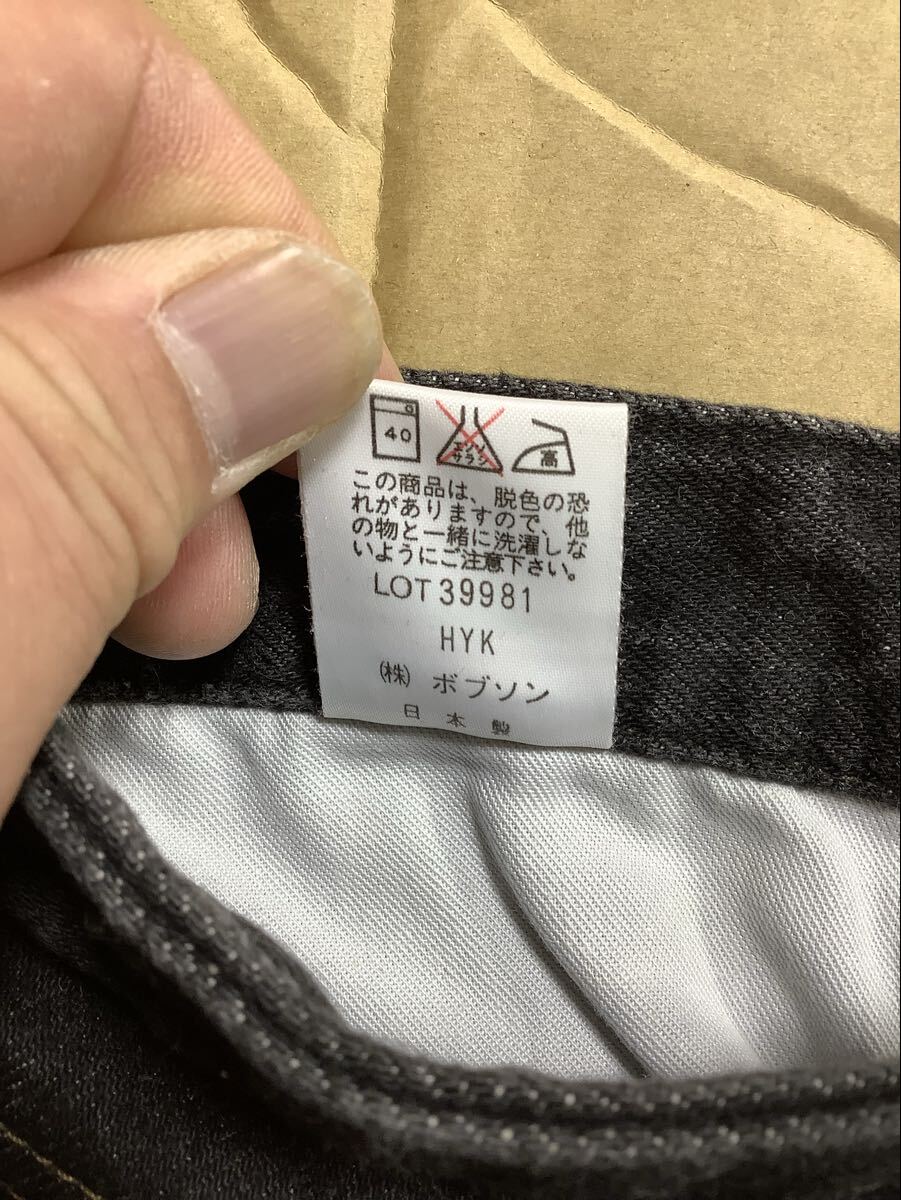 40
エンソ
サラシ
高
この商品は、脱色の恐
れがありますので、他
の物と一緒に洗濯しな
いようにご注意下さい。
LOT 39981
HYK
㈱ ボブソン
日本製